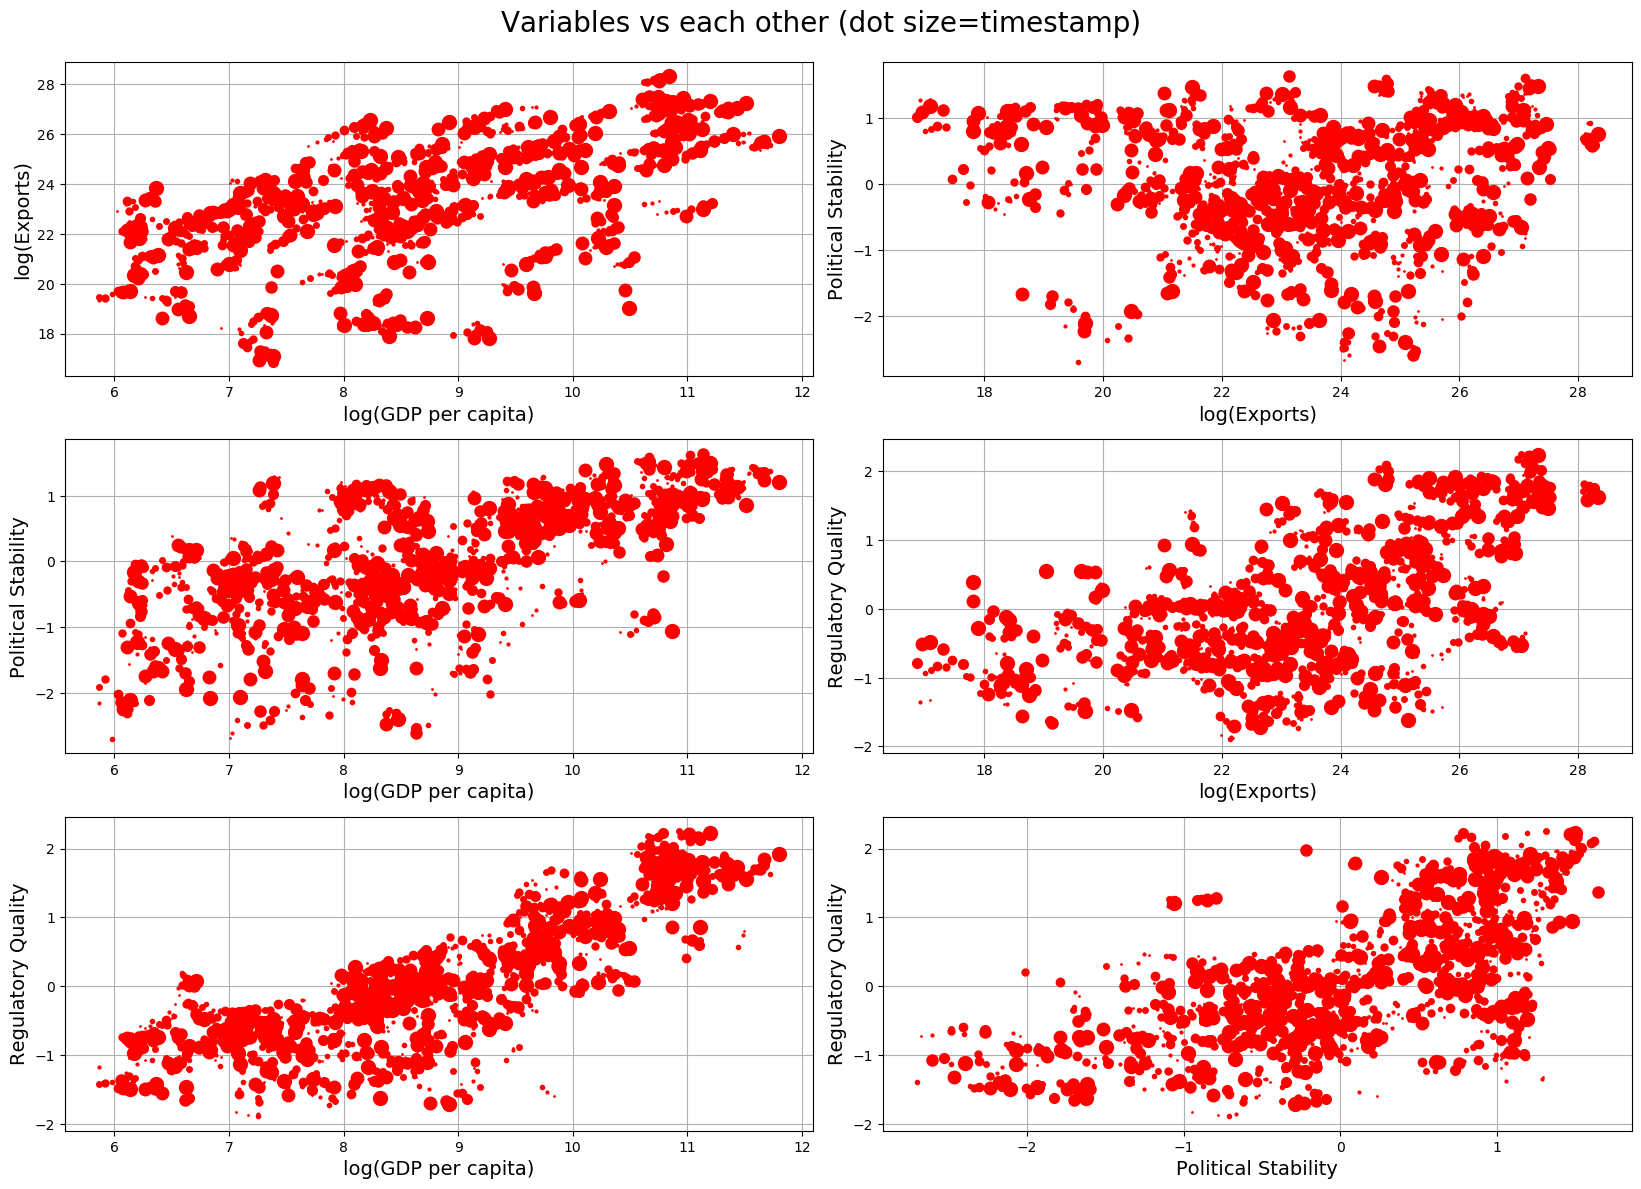 Variables vs each other (dot size=timestamp)
log(Exports)
28
26
24
22
20
18
6 7 8 9 10 11 12
log(GDP per capita)
Political Stability
1
0
−1
−2
18 20 22 24 26 28
log(Exports)
Political Stability
1
0
−1
−2
6 7 8 9 10 11 12
log(GDP per capita)
Regulatory Quality
2
1
0
−1
−2
18 20 22 24 26 28
log(Exports)
Regulatory Quality
2
1
0
−1
−2
6 7 8 9 10 11 12
log(GDP per capita)
Regulatory Quality
2
1
0
−1
−2
−2 −1 0 1
Political Stability